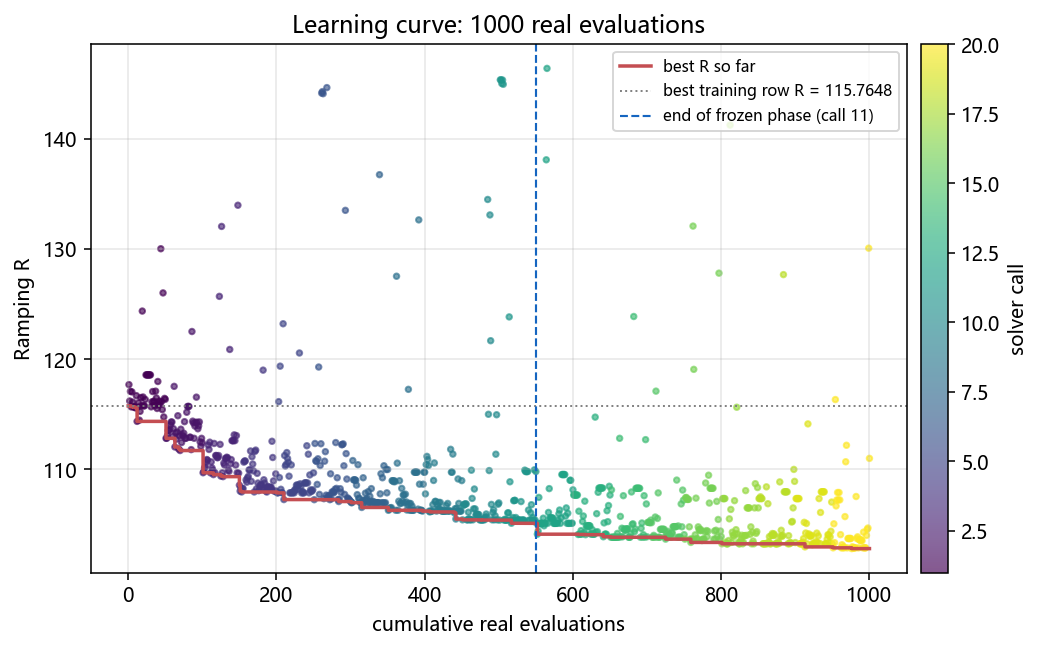 Learning curve: 1000 real evaluations
best R so far
best training row R = 115.7648
end of frozen phase (call 11)
Ramping R
140
130
120
110
0
200
400
600
800
1000
cumulative real evaluations
20.0
17.5
15.0
12.5
10.0
7.5
5.0
2.5
solver call